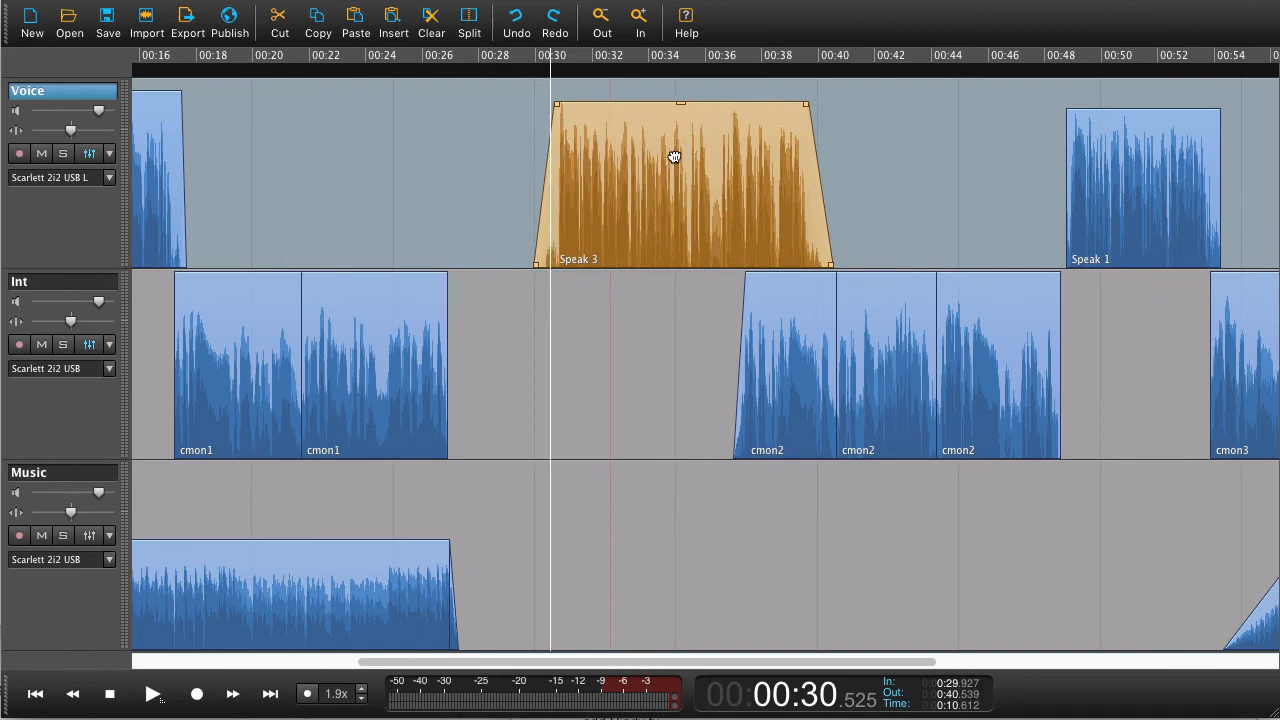 New Open Save Import Export Publish Cut Copy Paste Insert Clear Split Undo Redo Out In Help
00:16 00:18 00:20 00:22 00:24 00:26 00:28 00:30 00:32 00:34 00:36 00:38 00:40 00:42 00:44 00:46 00:48 00:50 00:52 00:54
Voice
M S
Scarlett 2i2 USB L
Speak 3 Speak 1
Int
M S
Scarlett 2i2 USB
cmon1 cmon1 cmon2 cmon2 cmon2 cmon3
Music
M S
Scarlett 2i2 USB
1.9x
-50 -40 -30 -25 -20 -15 -12 -9 -6 -3
00:00:30.525
In: 0:00:29.927
Out: 0:00:40.539
Time: 0:00:10.612